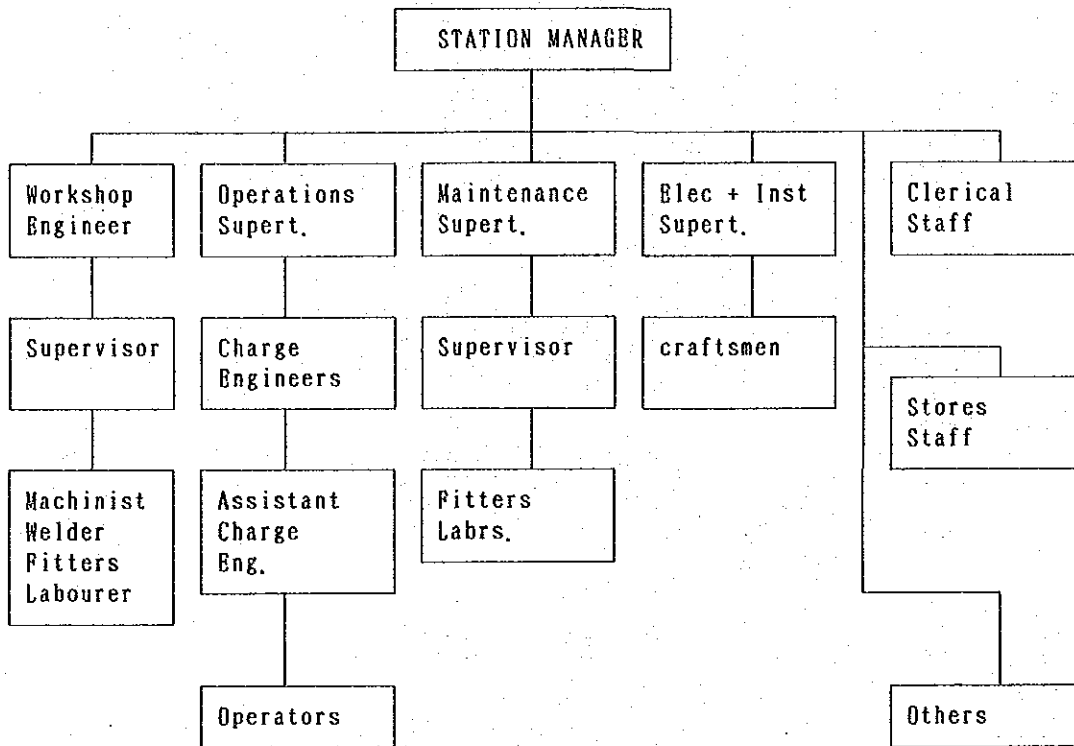 STATION MANAGER
Workshop
Engineer
Operations
Supert.
Maintenance
Supert.
Elec + Inst
Supert.
Clerical
Staff
Supervisor
Charge
Engineers
Supervisor
craftsmen
Stores
Staff
Machinist
Welder
Fitters
Labourer
Assistant
Charge
Eng.
Fitters
Labrs.
Operators
Others